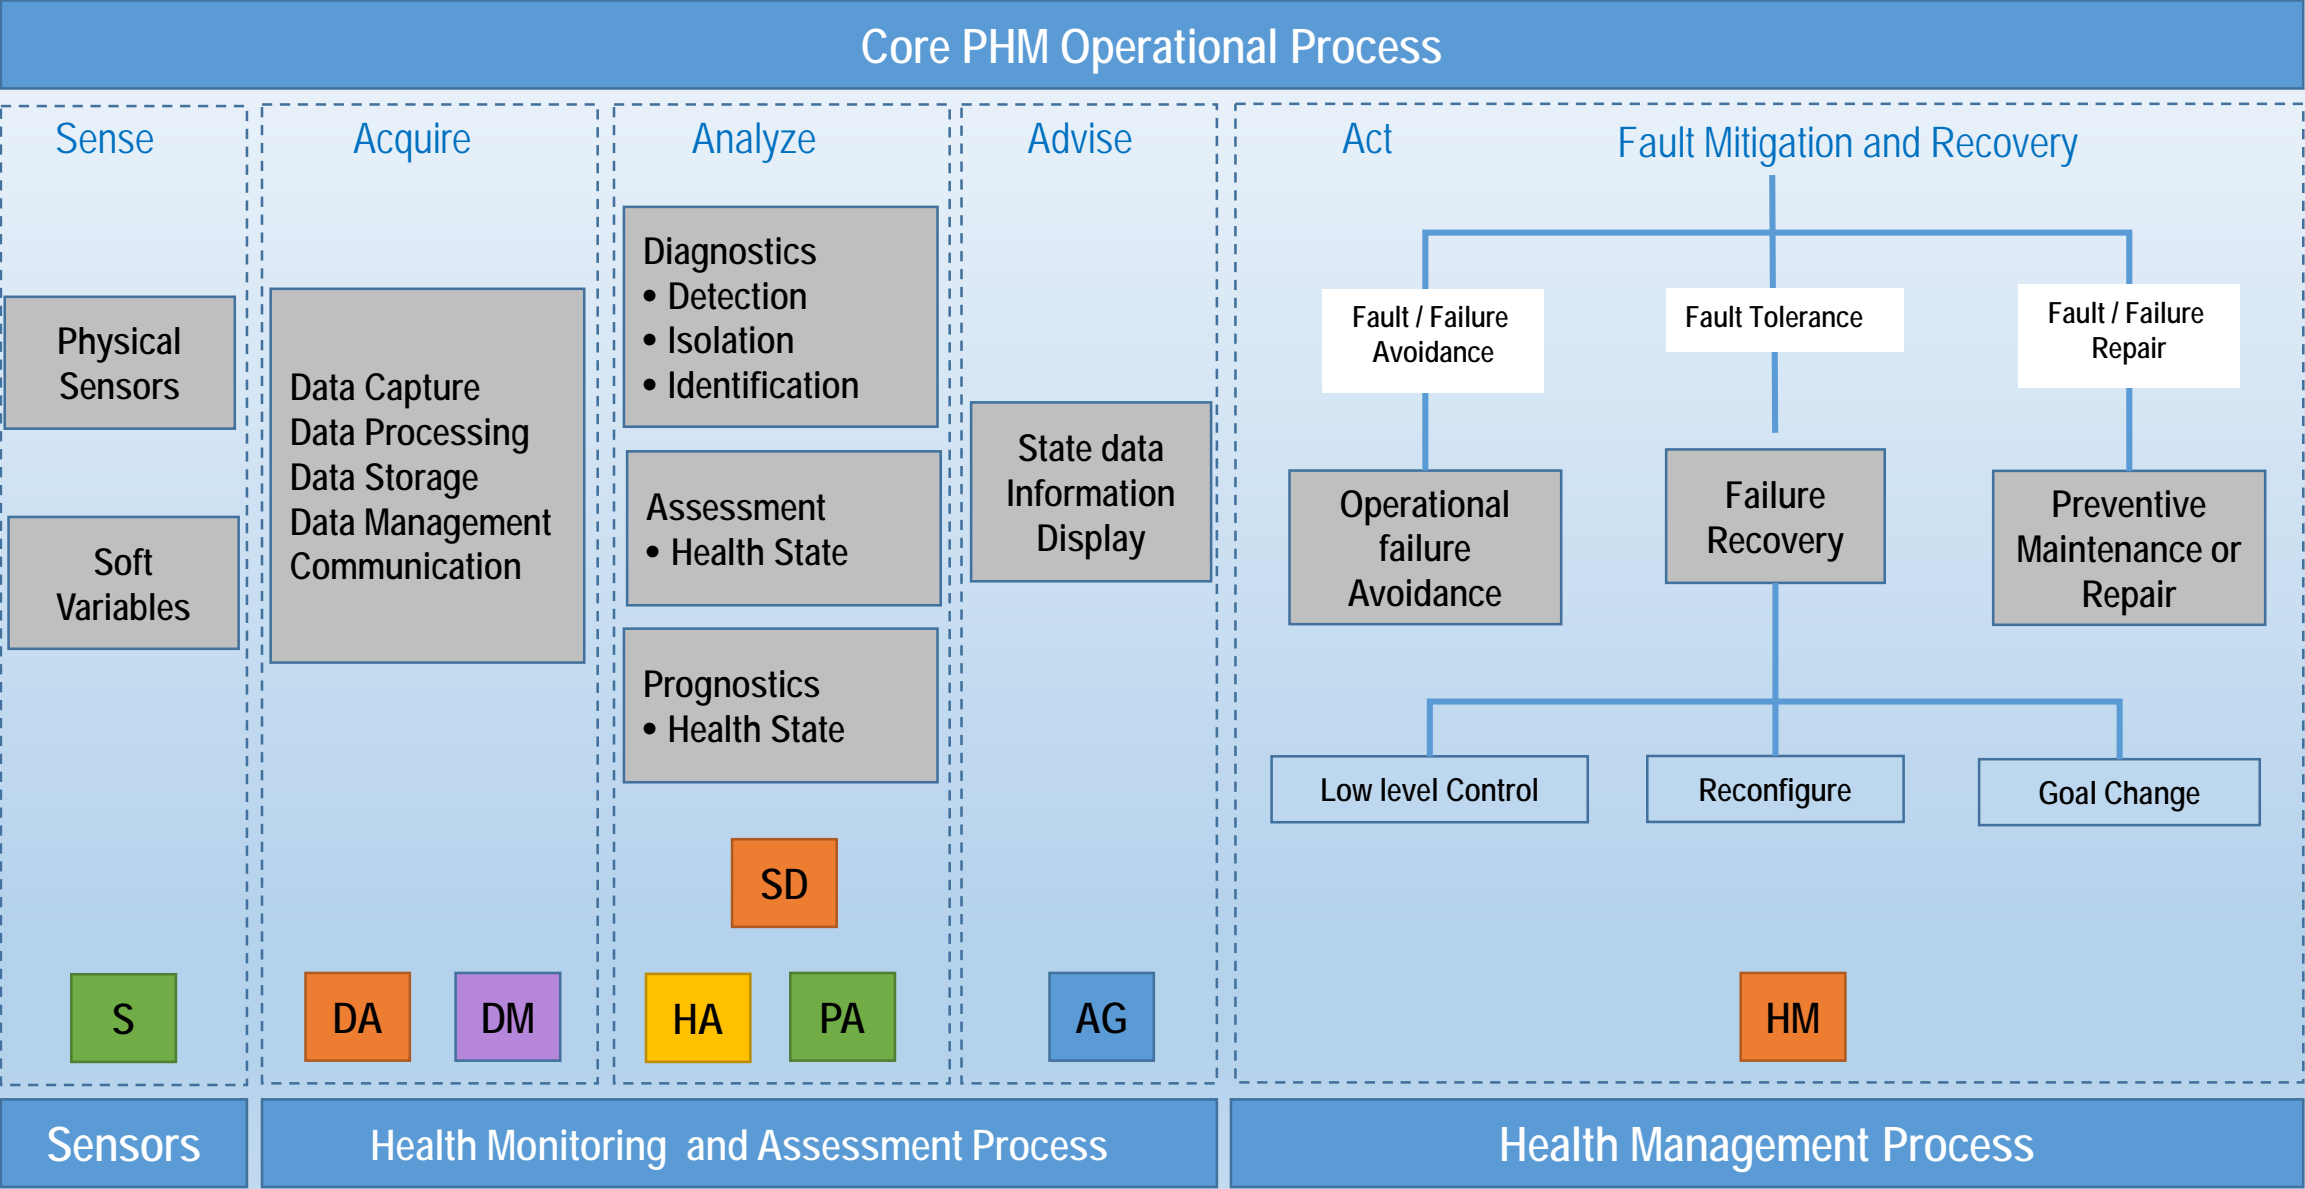 Core PHM Operational Process
Sense
Physical
Sensors
Soft
Variables
S
Acquire
Data Capture
Data Processing
Data Storage
Data Management
Communication
DA
DM
Analyze
Diagnostics
• Detection
• Isolation
• Identification
Assessment
• Health State
Prognostics
• Health State
SD
HA
PA
Advise
State data
Information
Display
AG
Act
Fault Mitigation and Recovery
Fault / Failure
Avoidance
Fault Tolerance
Fault / Failure
Repair
Operational
failure
Avoidance
Failure
Recovery
Preventive
Maintenance or
Repair
Low level Control
Reconfigure
Goal Change
HM
Sensors
Health Monitoring and Assessment Process
Health Management Process